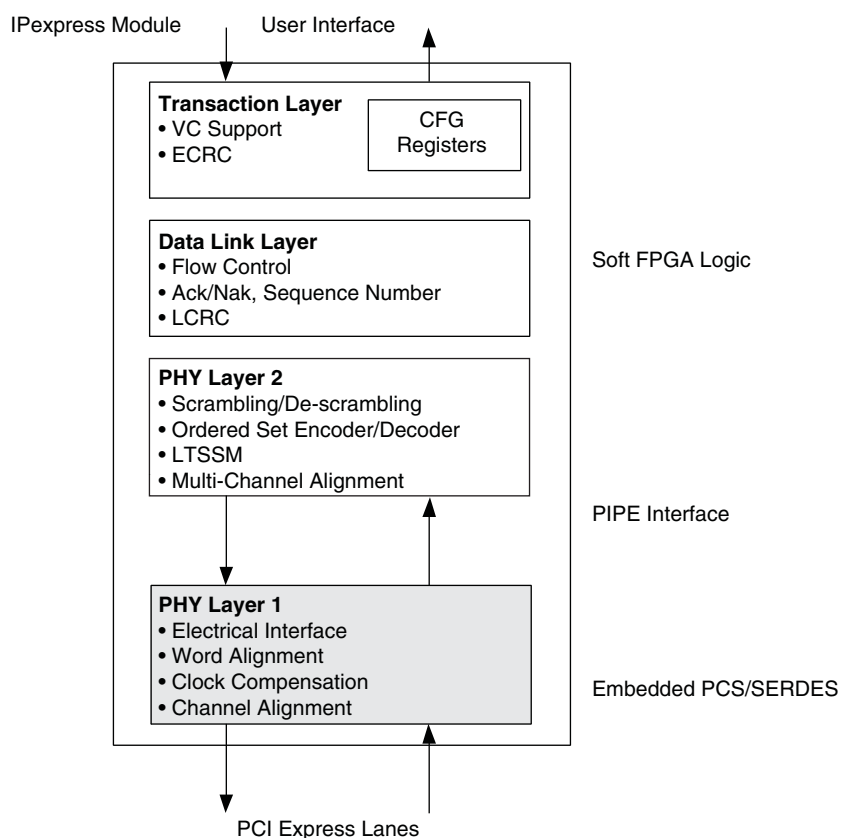 IPexpress Module
User Interface
Transaction Layer
• VC Support
• ECRC
CFG
Registers
Data Link Layer
• Flow Control
• Ack/Nak, Sequence Number
• LCRC
Soft FPGA Logic
PHY Layer 2
• Scrambling/De-scrambling
• Ordered Set Encoder/Decoder
• LTSSM
• Multi-Channel Alignment
PIPE Interface
PHY Layer 1
• Electrical Interface
• Word Alignment
• Clock Compensation
• Channel Alignment
Embedded PCS/SERDES
PCI Express Lanes